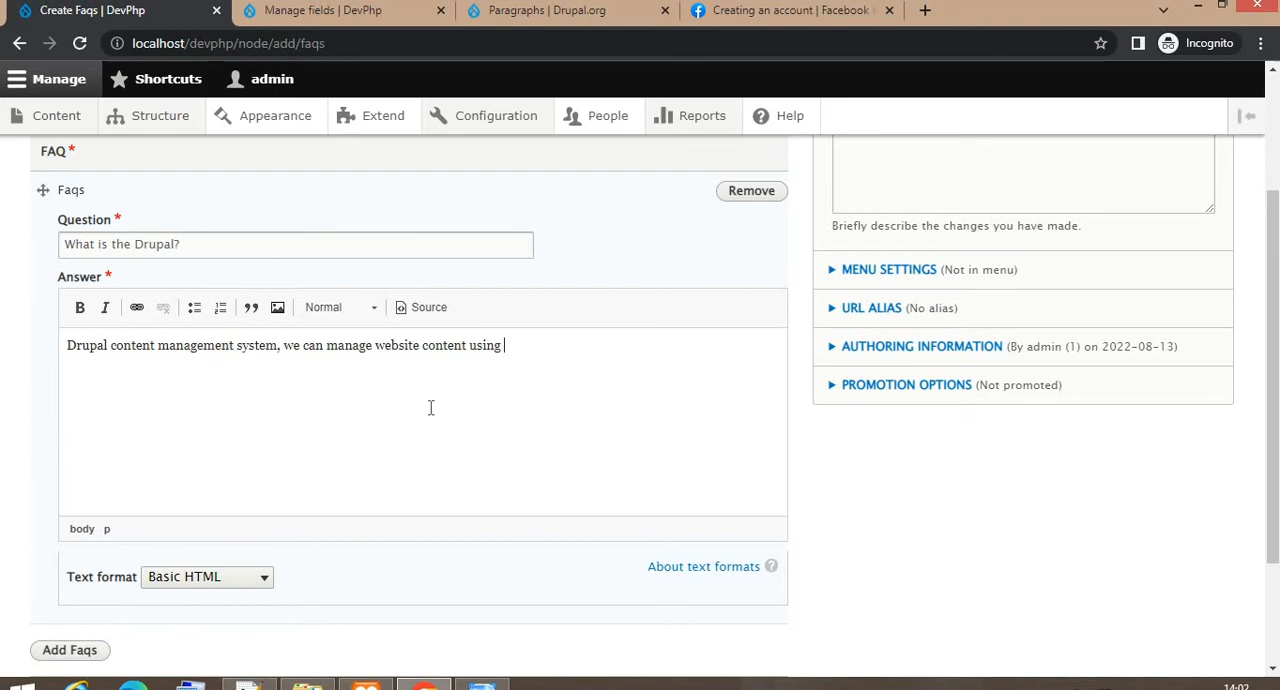 Create Faqs | DevPhp
Manage fields | DevPhp
Paragraphs | Drupal.org
Creating an account | Facebook
localhost/devphp/node/add/faqs
Incognito
Manage
Shortcuts
admin
Content
Structure
Appearance
Extend
Configuration
People
Reports
Help
FAQ *
Faqs
Remove
Question *
What is the Drupal?
Answer *
Normal
Source
Drupal content management system, we can manage website content using
body p
Text format
Basic HTML
About text formats ?
Add Faqs
Briefly describe the changes you have made.
MENU SETTINGS (Not in menu)
URL ALIAS (No alias)
AUTHORING INFORMATION (By admin (1) on 2022-08-13)
PROMOTION OPTIONS (Not promoted)
14:02